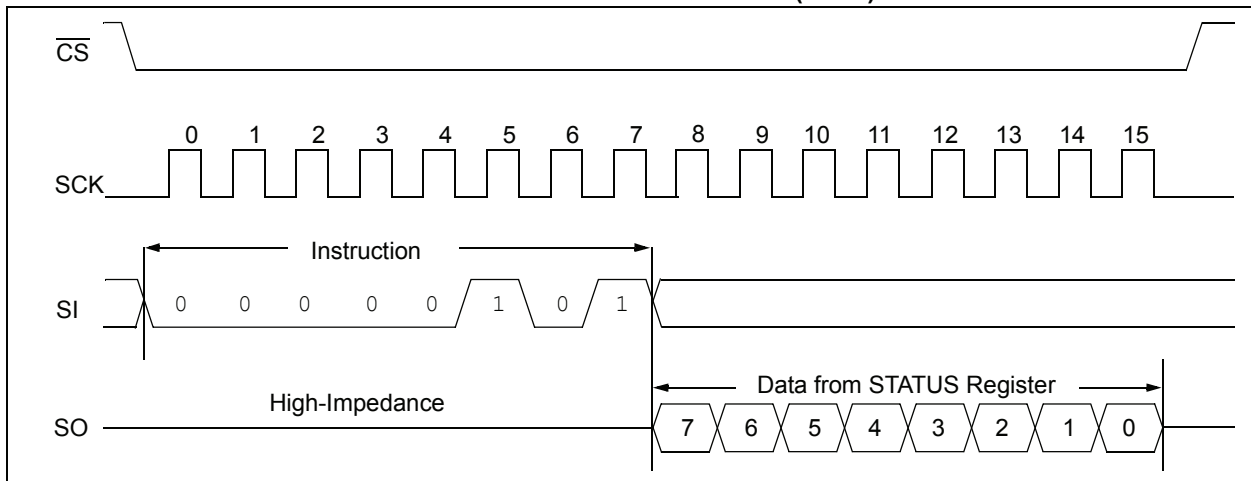 CS
0 1 2 3 4 5 6 7 8 9 10 11 12 13 14 15
SCK
Instruction
SI 0 0 0 0 0 1 0 1
Data from STATUS Register
High-Impedance
SO 7 6 5 4 3 2 1 0